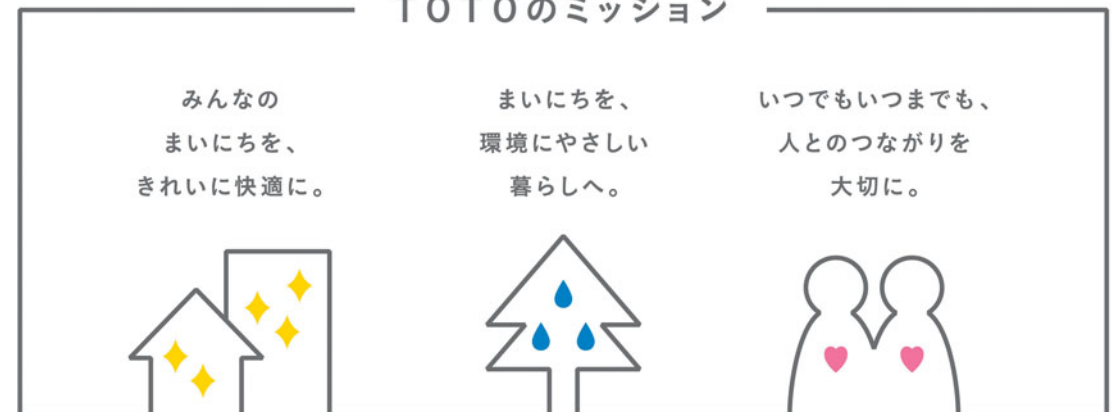 TOTOのミッション
みんなの
まいにちを、
きれいに快適に。
まいにちを、
環境にやさしい
暮らしへ。
いつでもいつまでも、
人とのつながりを
大切に。